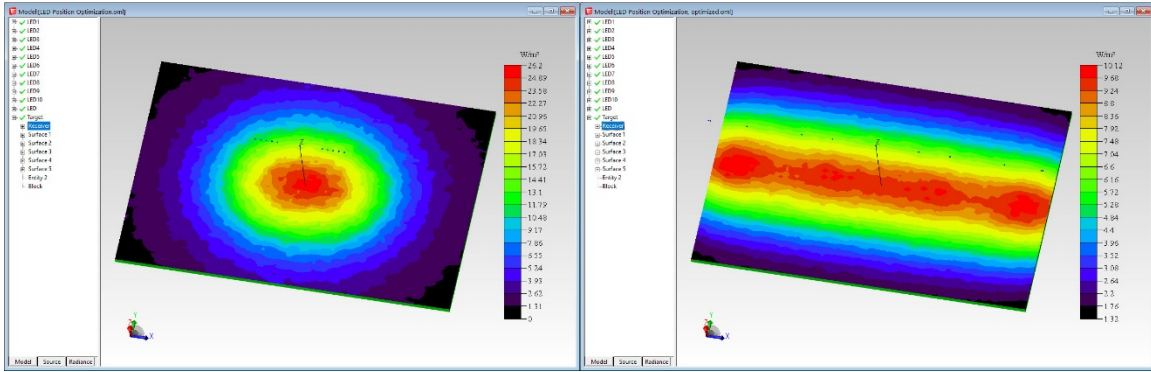 Model:(LED Position Optimization.oml)
LED1
LED2
LED3
LED4
LED5
LED6
LED7
LED8
LED9
LED10
LED
Target
Receiver
Surface 1
Surface 2
Surface 3
Surface 4
Surface 5
Entity 2
Block
W/m²
26.2
24.89
23.58
22.27
20.96
19.65
18.34
17.03
15.72
14.41
13.1
11.79
10.48
9.17
7.86
6.55
5.24
3.93
2.62
1.31
0
Y
Z
X
Model Source Radiance
Model:(LED Position Optimization, optimized.oml)
LED1
LED2
LED3
LED4
LED5
LED6
LED7
LED8
LED9
LED10
LED
Target
Receiver
Surface 1
Surface 2
Surface 3
Surface 4
Surface 5
Entity 2
Block
W/m²
10.12
9.68
9.24
8.8
8.36
7.92
7.48
7.04
6.6
6.16
5.72
5.28
4.84
4.4
3.96
3.52
3.08
2.64
2.2
1.76
1.32
Y
Z
X
Model Source Radiance